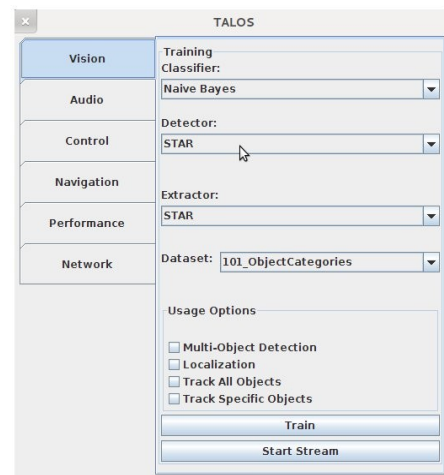 TALOS
Vision
Audio
Control
Navigation
Performance
Network
Training
Classifier:
Naive Bayes
Detector:
STAR
Extractor:
STAR
Dataset: 101_ObjectCategories
Usage Options
Multi-Object Detection
Localization
Track All Objects
Track Specific Objects
Train
Start Stream